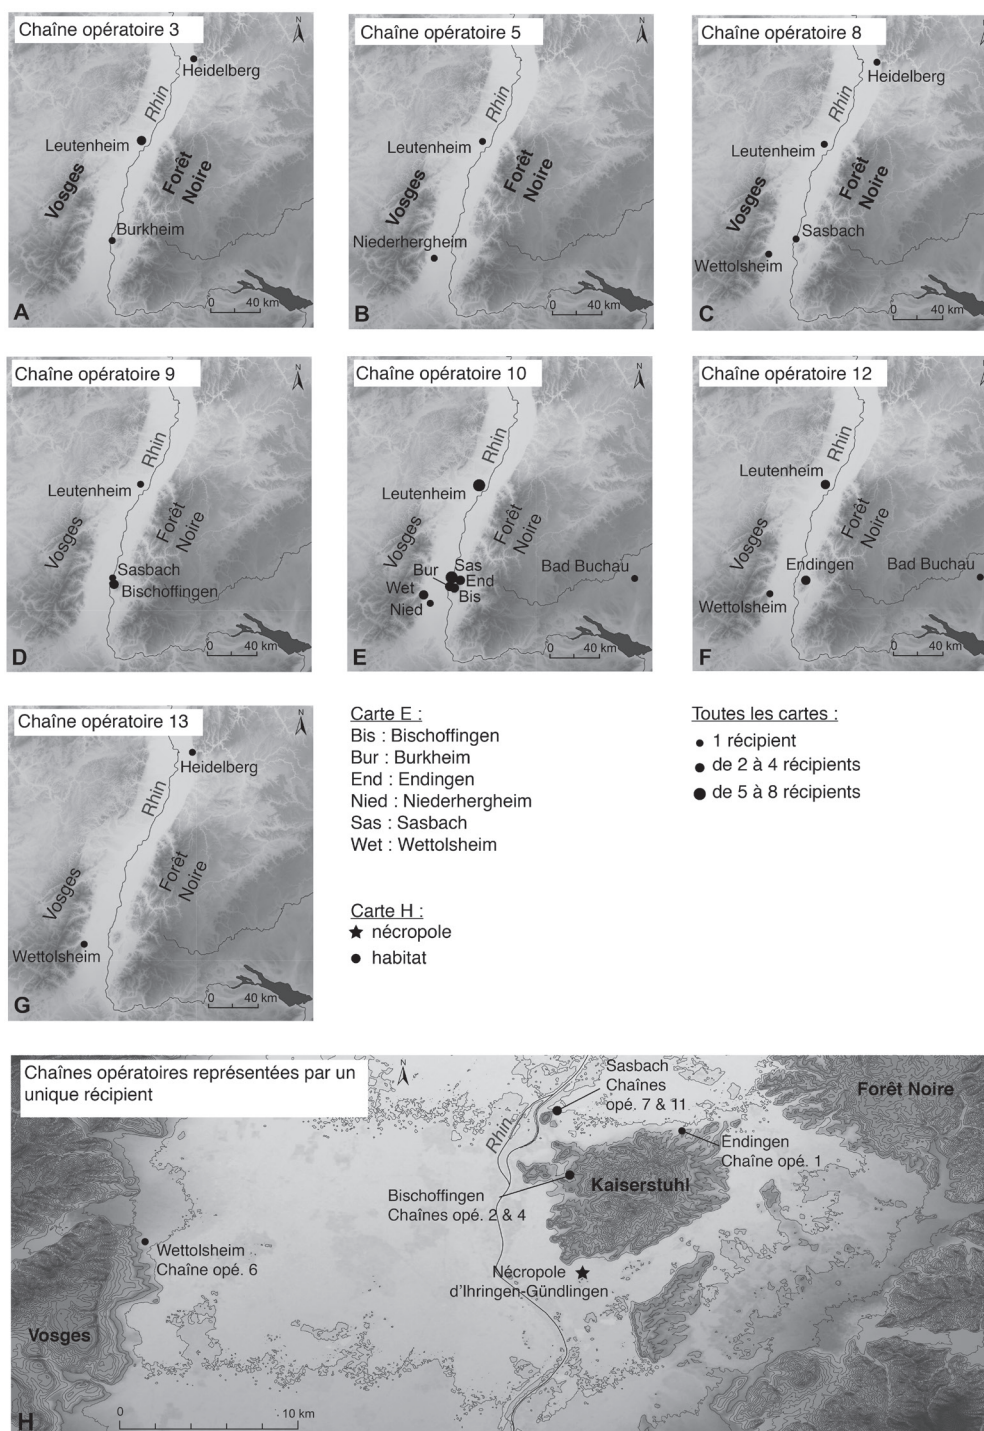 Chaîne opératoire 3
N
Heidelberg
Rhin
Leutenheim
Vosges
Forêt
Noire
Burkheim
0 40 km
A
Chaîne opératoire 5
N
Rhin
Leutenheim
Vosges
Forêt
Noire
Niederhergheim
0 40 km
B
Chaîne opératoire 8
N
Heidelberg
Rhin
Leutenheim
Vosges
Forêt
Noire
Sasbach
Wettolsheim
0 40 km
C
Chaîne opératoire 9
N
Rhin
Leutenheim
Vosges
Forêt
Noire
Sasbach
Bischoffingen
0 40 km
D
Chaîne opératoire 10
N
Rhin
Leutenheim
Vosges
Forêt
Noire
Sas
Bur
End
Bad Buchau
Wet
Bis
Nied
0 40 km
E
Chaîne opératoire 12
N
Rhin
Leutenheim
Vosges
Forêt
Noire
Endingen
Bad Buchau
Wettolsheim
0 40 km
F
Chaîne opératoire 13
N
Heidelberg
Rhin
Vosges
Forêt
Noire
Wettolsheim
0 40 km
G
Carte E :
Bis : Bischoffingen
Bur : Burkheim
End : Endingen
Nied : Niederhergheim
Sas : Sasbach
Wet : Wettolsheim
Carte H :
nécropole
habitat
Toutes les cartes :
1 récipient
de 2 à 4 récipients
de 5 à 8 récipients
Chaînes opératoires représentées par un
unique récipient
N
Sasbach
Chaînes
opé. 7 & 11
Forêt Noire
Rhin
Endingen
Chaîne opé. 1
Kaiserstuhl
Bischoffingen
Chaînes opé. 2 & 4
Wettolsheim
Chaîne opé. 6
Nécropole
d'Ihringen-Gündlingen
Vosges
0 10 km
H